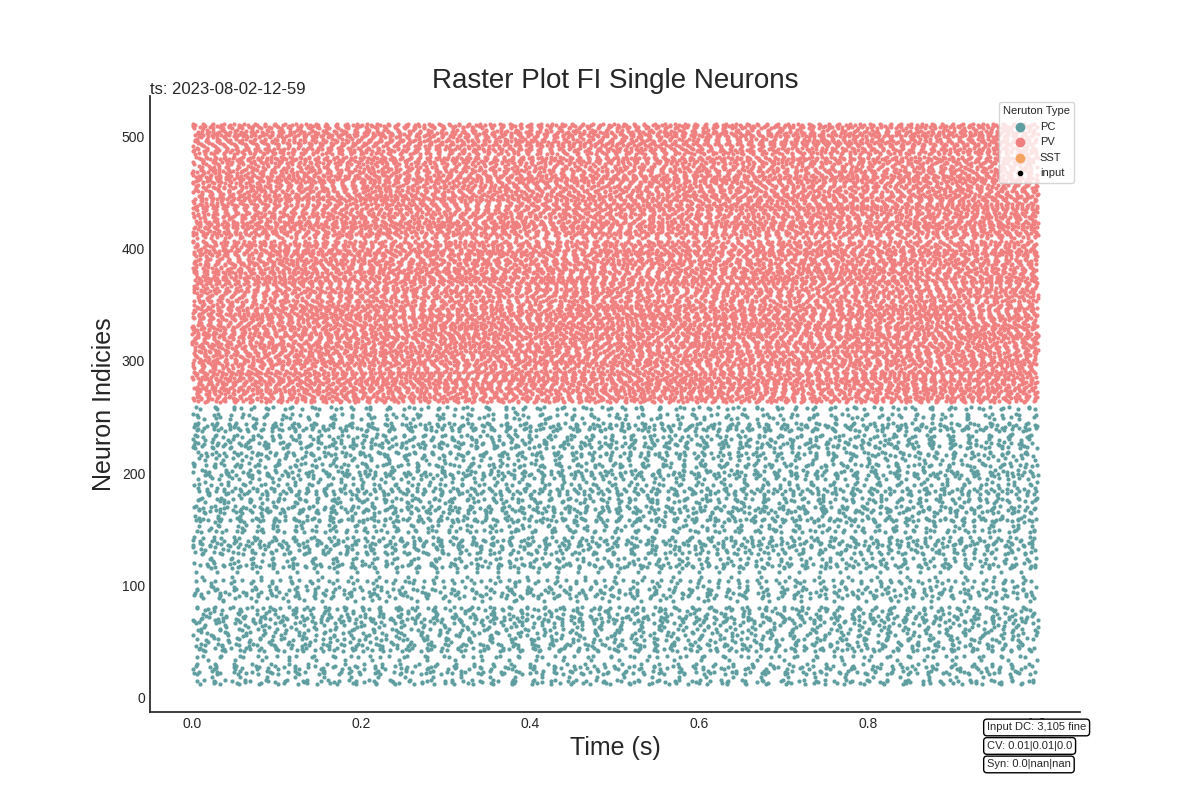 Raster Plot FI Single Neurons
ts: 2023-08-02-12-59
Neruton Type
PC
PV
SST
input
500
400
300
200
100
0
Neuron Indicies
0.0 0.2 0.4 0.6 0.8
Time (s)
Input DC: 3,105 fine
CV: 0.01|0.01|0.0
Syn: 0.0|nan|nan